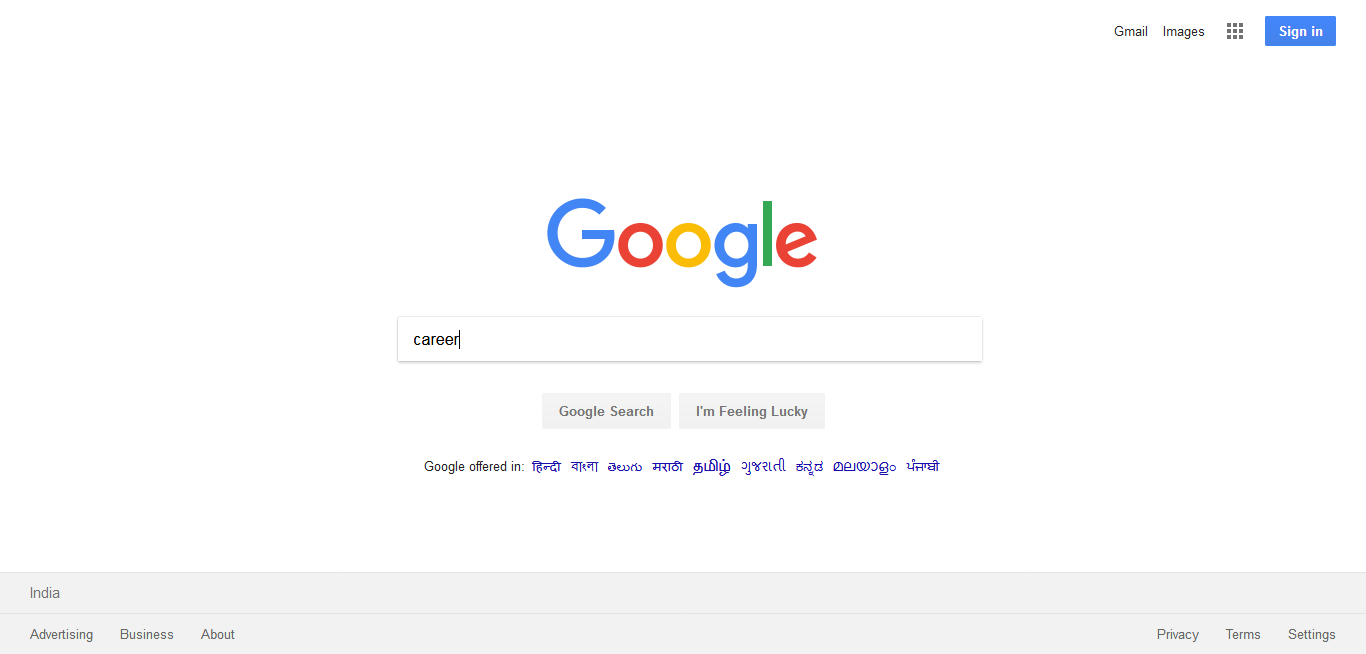 Gmail Images Sign in
Google
career
Google Search I'm Feeling Lucky
Google offered in: हिन्दी বাংলা తెలుగు मराठी தமிழ் ગુજરાતી ಕನ್ನಡ മലയാളം ਪੰਜਾਬੀ
India
Advertising Business About Privacy Terms Settings